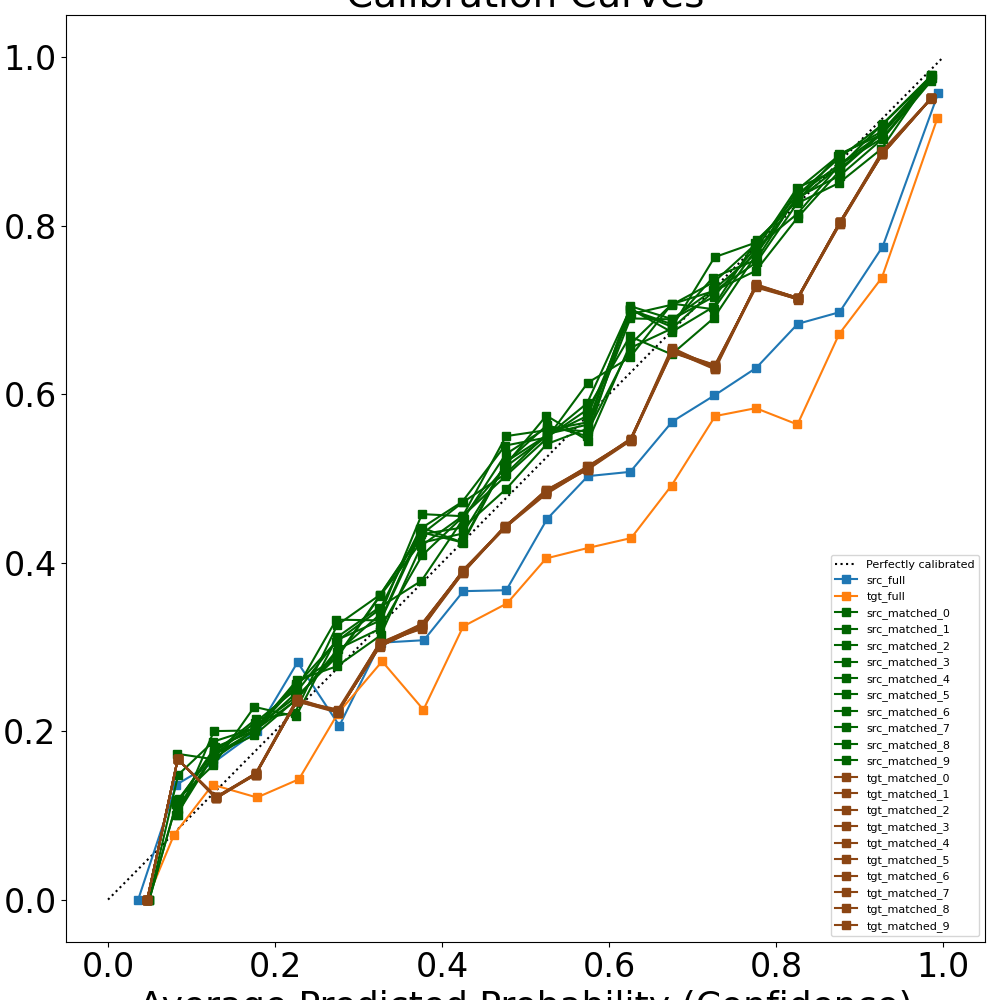 Calibration Curves
1.0
0.8
0.6
0.4
0.2
0.0
Perfectly calibrated
src_full
tgt_full
src_matched_0
src_matched_1
src_matched_2
src_matched_3
src_matched_4
src_matched_5
src_matched_6
src_matched_7
src_matched_8
src_matched_9
tgt_matched_0
tgt_matched_1
tgt_matched_2
tgt_matched_3
tgt_matched_4
tgt_matched_5
tgt_matched_6
tgt_matched_7
tgt_matched_8
tgt_matched_9
0.0 0.2 0.4 0.6 0.8 1.0
Average Predicted Probability (Confidence)